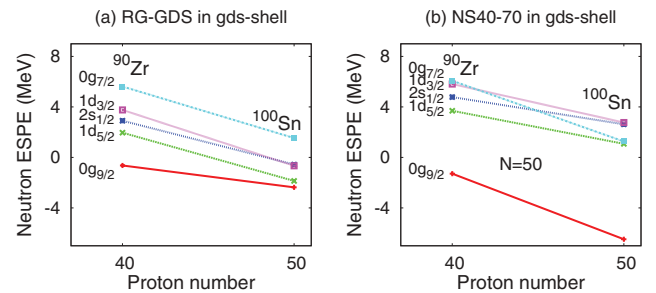 (a) RG-GDS in gds-shell
Neutron ESPE (MeV)
8
4
0
-4
90Zr
100Sn
0g7/2
1d3/2
2s1/2
1d5/2
0g9/2
40
50
Proton number
(b) NS40-70 in gds-shell
Neutron ESPE (MeV)
8
4
0
-4
90Zr
100Sn
0g7/2
1d3/2
2s1/2
1d5/2
N=50
0g9/2
40
50
Proton number